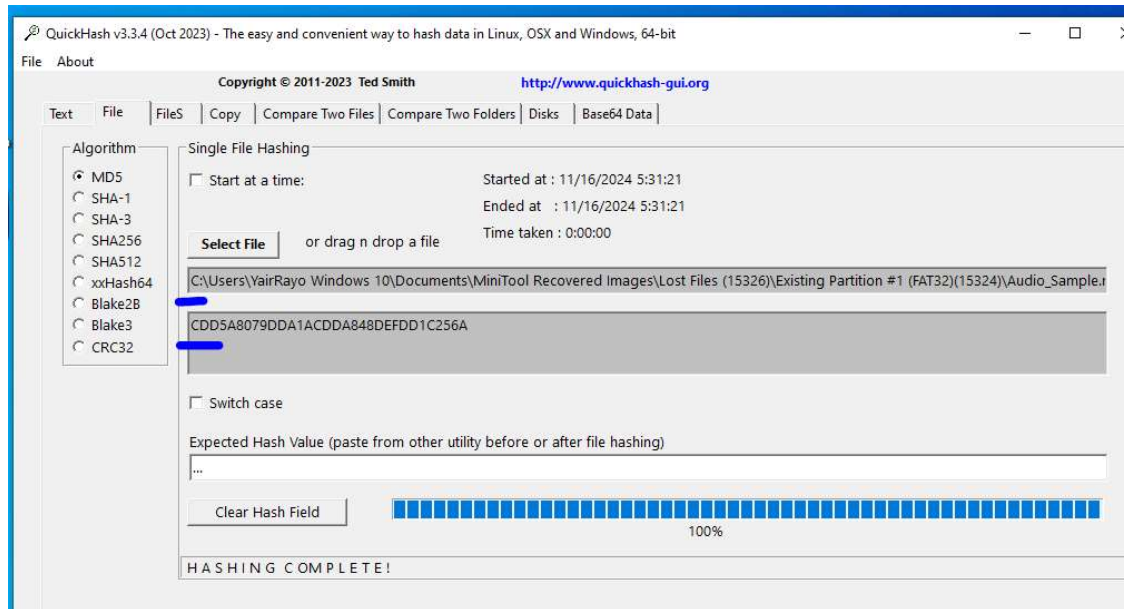 QuickHash v3.3.4 (Oct 2023) - The easy and convenient way to hash data in Linux, OSX and Windows, 64-bit
File About
Copyright © 2011-2023 Ted Smith http://www.quickhash-gui.org
Text File FileS Copy Compare Two Files Compare Two Folders Disks Base64 Data
Algorithm
MD5
SHA-1
SHA-3
SHA256
SHA512
xxHash64
Blake2B
Blake3
CRC32
Single File Hashing
Start at a time:
Started at : 11/16/2024 5:31:21
Ended at : 11/16/2024 5:31:21
Time taken : 0:00:00
Select File or drag n drop a file
C:\Users\YairRayo Windows 10\Documents\MiniTool Recovered Images\Lost Files (15326)\Existing Partition #1 (FAT32)(15324)\Audio_Sample.
CDD5A8079DDA1ACDDA848DEFDD1C256A
Switch case
Expected Hash Value (paste from other utility before or after file hashing)
...
Clear Hash Field
100%
HASHING COMPLETE!